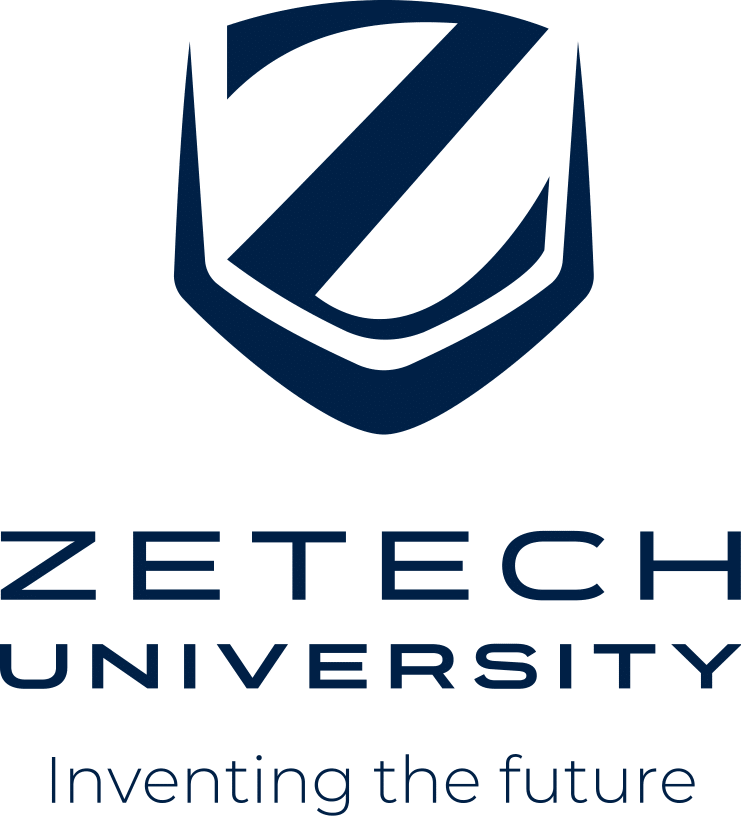 Z
ZETECH
UNIVERSITY
Inventing the future